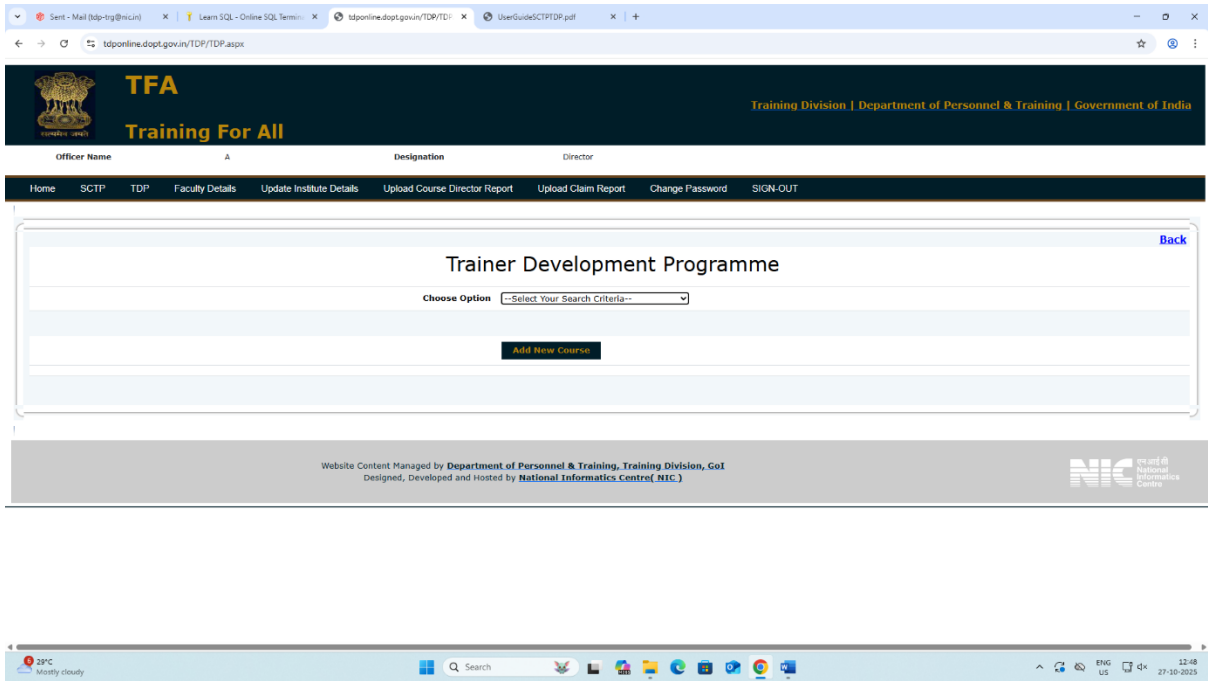 Sent - Mail (tdp-trg@nic.in)
Learn SQL - Online SQL Termin
tdponline.dopt.gov.in/TDP/TDP
UserGuideSCTPTDP.pdf
tdponline.dopt.gov.in/TDP/TDP.aspx
TFA
Training For All
Training Division | Department of Personnel & Training | Government of India
सत्यमेव जयते
Officer Name A Designation Director
Home SCTP TDP Faculty Details Update Institute Details Upload Course Director Report Upload Claim Report Change Password SIGN-OUT
Back
Trainer Development Programme
Choose Option --Select Your Search Criteria--
Add New Course
Website Content Managed by Department of Personnel & Training, Training Division, GoI
Designed, Developed and Hosted by National Informatics Centre( NIC )
NIC
एन आई सी
National
Informatics
Centre
29°C
Mostly cloudy
Search
ENG
US
12:48
27-10-2025